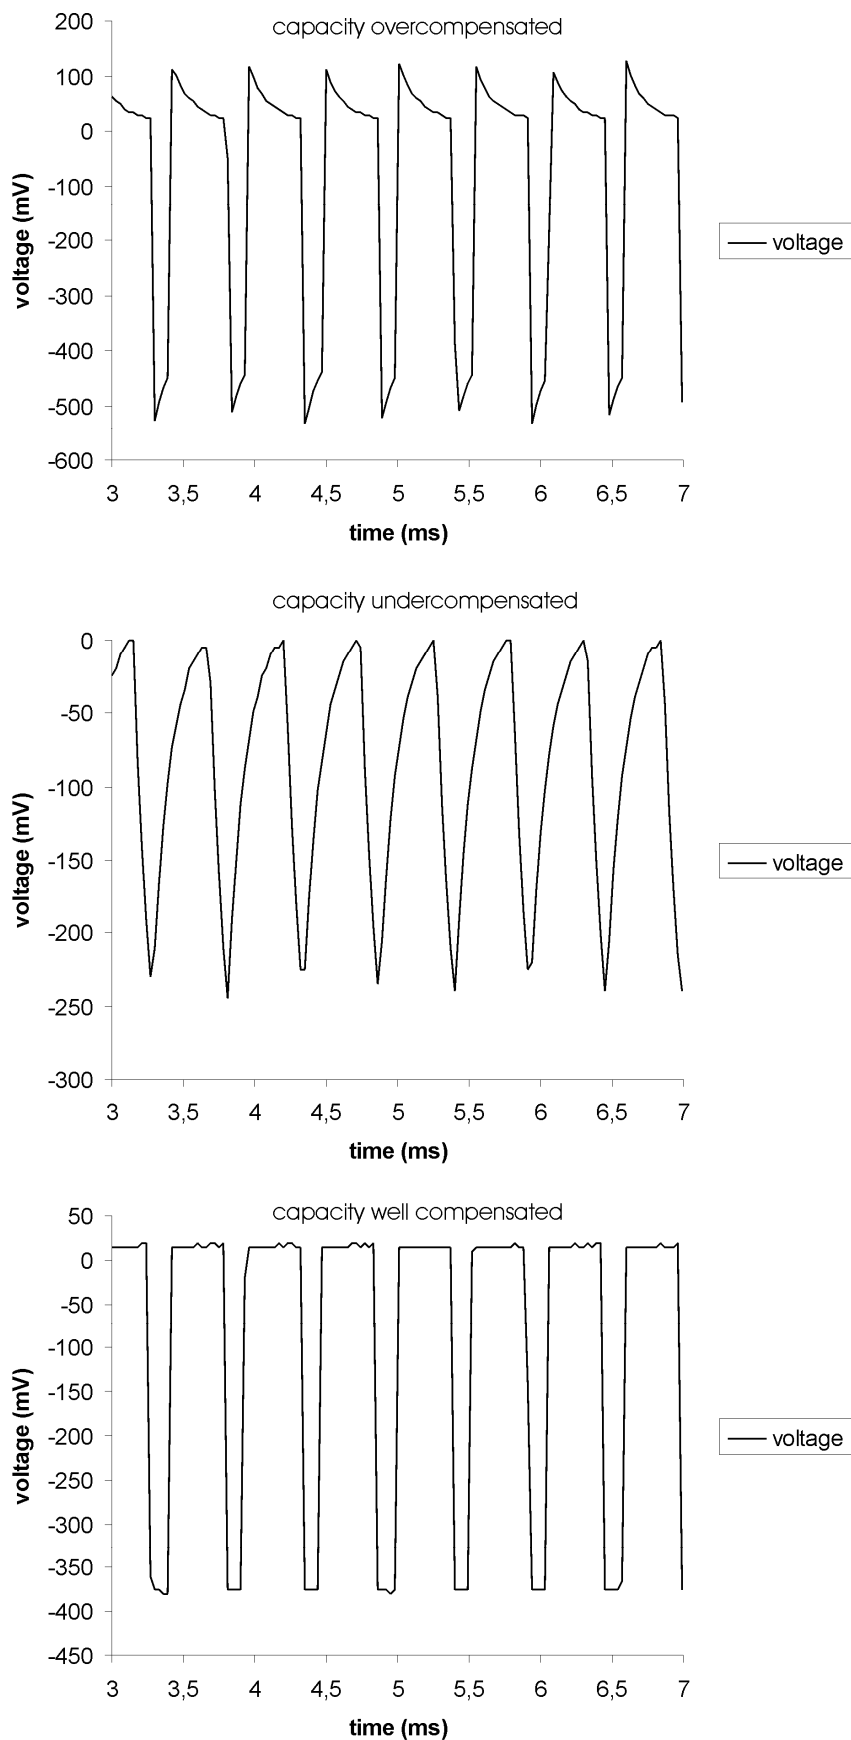 capacity overcompensated
200
100
0
-100
-200
-300
-400
-500
-600
voltage (mV)
3 3,5 4 4,5 5 5,5 6 6,5 7
time (ms)
voltage
capacity undercompensated
0
-50
-100
-150
-200
-250
-300
voltage (mV)
3 3,5 4 4,5 5 5,5 6 6,5 7
time (ms)
voltage
capacity well compensated
50
0
-50
-100
-150
-200
-250
-300
-350
-400
-450
voltage (mV)
3 3,5 4 4,5 5 5,5 6 6,5 7
time (ms)
voltage